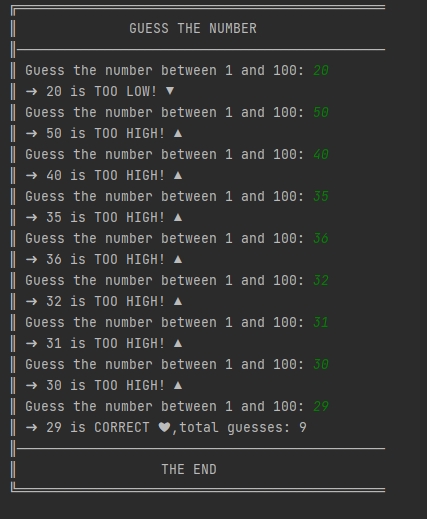 GUESS THE NUMBER
Guess the number between 1 and 100: 20
→ 20 is TOO LOW! ▼
Guess the number between 1 and 100: 50
→ 50 is TOO HIGH! ▲
Guess the number between 1 and 100: 40
→ 40 is TOO HIGH! ▲
Guess the number between 1 and 100: 35
→ 35 is TOO HIGH! ▲
Guess the number between 1 and 100: 36
→ 36 is TOO HIGH! ▲
Guess the number between 1 and 100: 32
→ 32 is TOO HIGH! ▲
Guess the number between 1 and 100: 31
→ 31 is TOO HIGH! ▲
Guess the number between 1 and 100: 30
→ 30 is TOO HIGH! ▲
Guess the number between 1 and 100: 29
→ 29 is CORRECT ♥,total guesses: 9
THE END